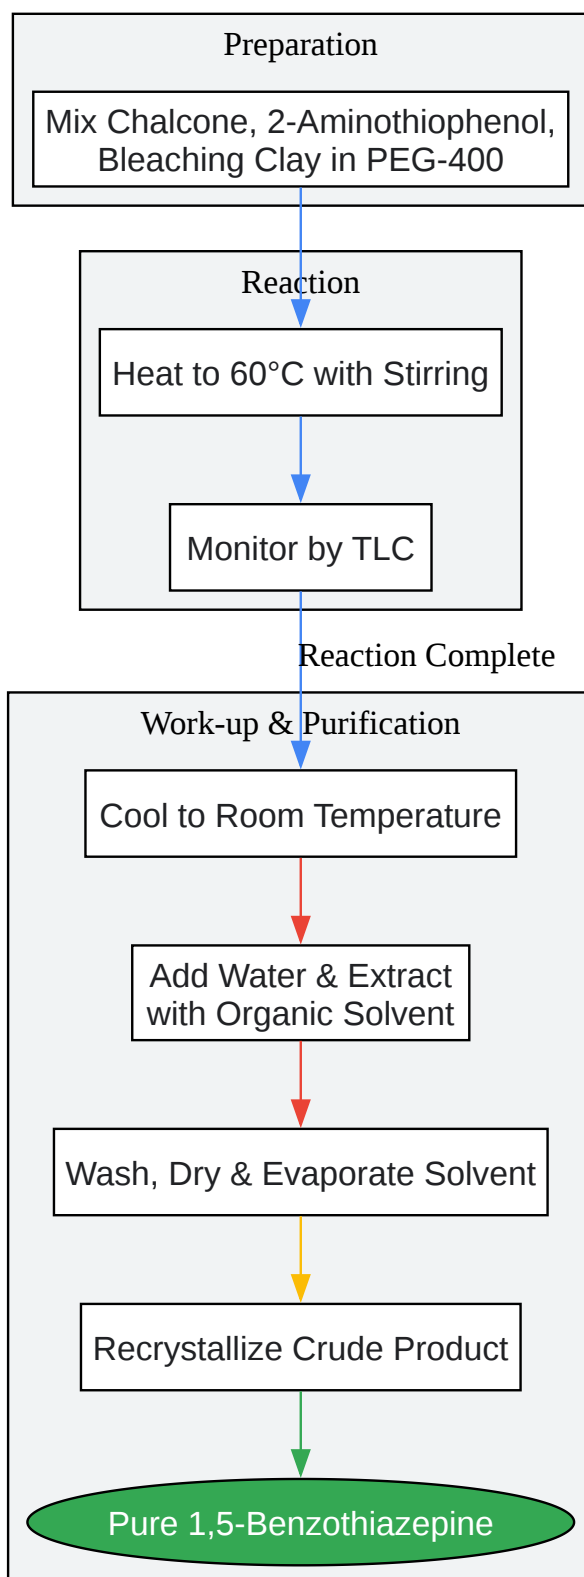 Preparation
Mix Chalcone, 2-Aminothiophenol,
Bleaching Clay in PEG-400
Reaction
Heat to 60°C with Stirring
Monitor by TLC
Reaction Complete
Work-up & Purification
Cool to Room Temperature
Add Water & Extract
with Organic Solvent
Wash, Dry & Evaporate Solvent
Recrystallize Crude Product
Pure 1,5-Benzothiazepine